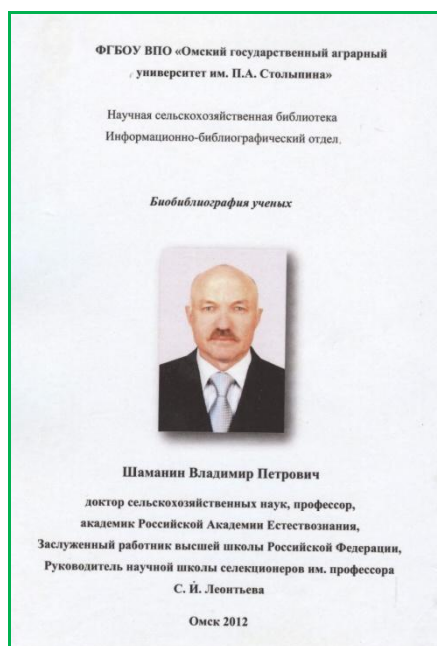 ФГБОУ ВПО «Омский государственный аграрный
университет им. П.А. Столыпина»
Научная сельскохозяйственная библиотека
Информационно-библиографический отдел.
Биобиблиография ученых
Шаманин Владимир Петрович
доктор сельскохозяйственных наук, профессор,
академик Российской Академии Естествознания,
Заслуженный работник высшей школы Российской Федерации,
Руководитель научной школы селекционеров им. профессора
С. И. Леонтьева
Омск 2012